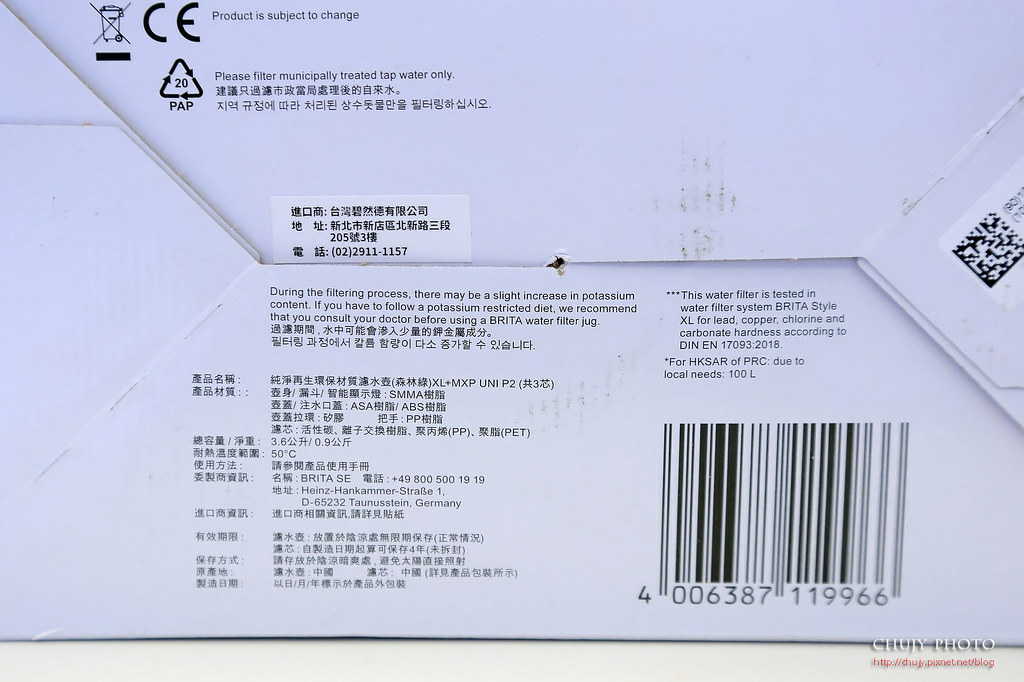 CE
Product is subject to change
20
PAP
Please filter municipally treated tap water only.
建議只過濾市政當局處理後的自來水。
지역 규정에 따라 처리된 상수돗물만을 필터링하십시오.
進口商: 台灣碧然德有限公司
地　址: 新北市新店區北新路三段
205號3樓
電　話: (02)2911-1157
During the filtering process, there may be a slight increase in potassium
content. If you have to follow a potassium restricted diet, we recommend
that you consult your doctor before using a BRITA water filter jug.
過濾期間，水中可能會滲入少量的鉀金屬成分。
필터링 과정에서 칼륨 함량이 다소 증가할 수 있습니다.
***This water filter is tested in
water filter system BRITA Style
XL for lead, copper, chlorine and
carbonate hardness according to
DIN EN 17093:2018.
*For HKSAR of PRC: due to
local needs: 100 L
產品名稱： 純淨再生環保材質濾水壺(森林綠)XL+MXP UNI P2 (共3芯)
產品材質：: 壺身/ 漏斗/ 智能顯示燈：SMMA樹脂
壺蓋/ 注水口蓋：ASA樹脂/ ABS樹脂
壺蓋拉環：矽膠　把手：PP樹脂
濾芯：活性碳、離子交換樹脂、聚丙烯(PP)、聚脂(PET)
總容量 / 淨重： 3.6公升/ 0.9公斤
耐熱溫度範圍： 50°C
使用方法： 請參閱產品使用手冊
委製商資訊： 名稱：BRITA SE　電話：+49 800 500 19 19
地址：Heinz-Hankammer-Straße 1,
D-65232 Taunusstein, Germany
進口商資訊： 進口商相關資訊,請詳見貼紙
有效期限： 濾水壺：放置於陰涼處無限期保存(正常情況)
濾芯：自製造日期起算可保存4年(未拆封)
保存方式： 請存放於陰涼暗爽處，避免太陽直接照射
原產地： 濾水壺：中國　濾芯：中國 (詳見產品包裝所示)
製造日期： 以日/月/年標示於產品外包裝
4 006387 119966
CHUJY PHOTO
http://chujy.pixnet.net/blog